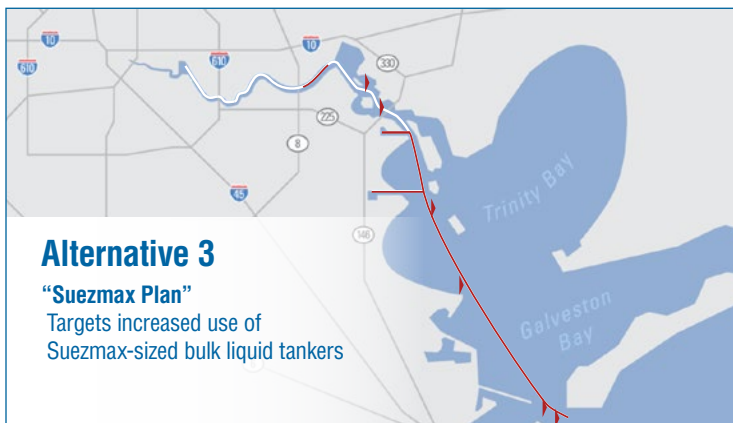 10
610
610
10
330
225
8
45
146
Trinity Bay
Galveston
Bay
Alternative 3
“Suezmax Plan”
Targets increased use of
Suezmax-sized bulk liquid tankers